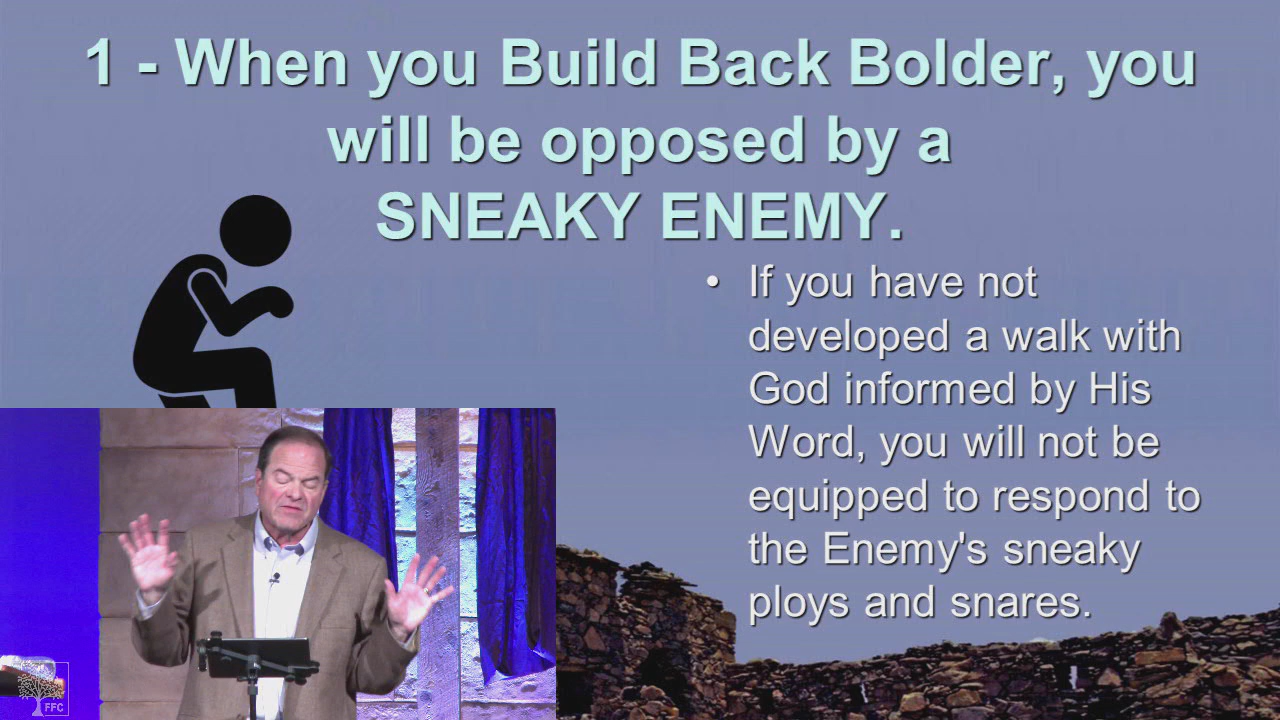 1 - When you Build Back Bolder, you
will be opposed by a
SNEAKY ENEMY.
• If you have not
developed a walk with
God informed by His
Word, you will not be
equipped to respond to
the Enemy's sneaky
ploys and snares.
FFC